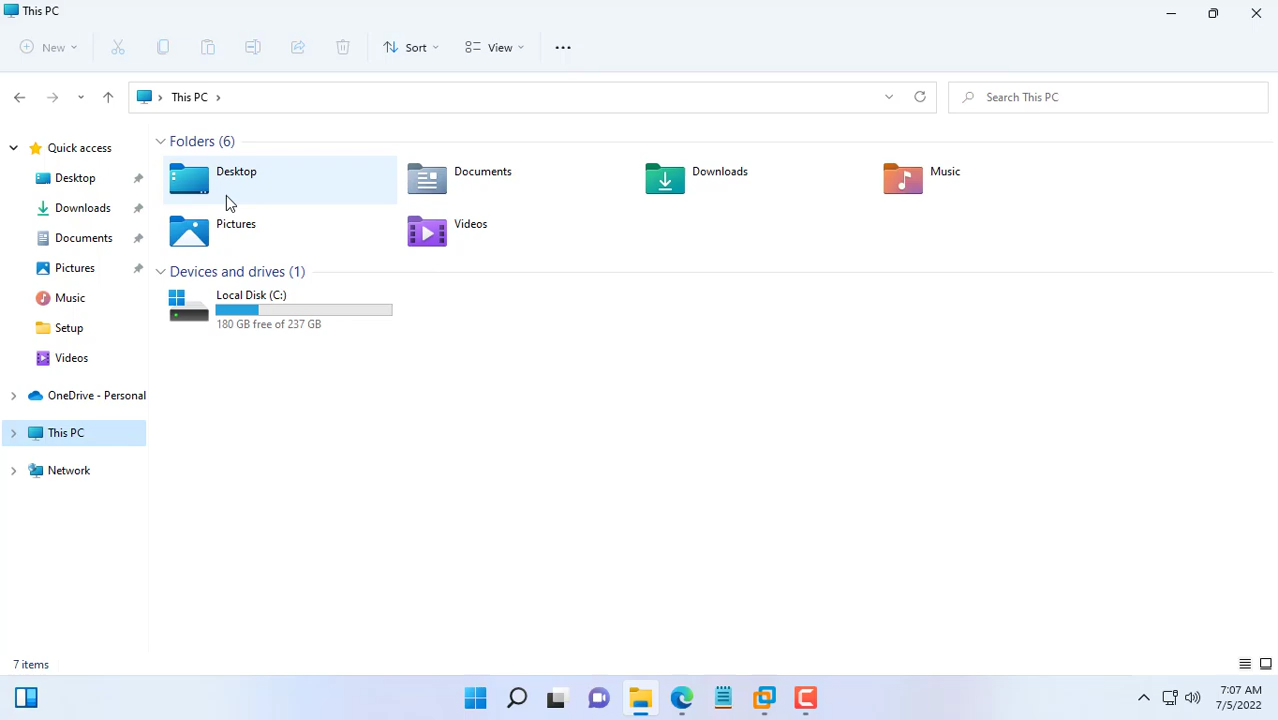 This PC
New
Sort
View
This PC
Search This PC
Quick access
Desktop
Downloads
Documents
Pictures
Music
Setup
Videos
OneDrive - Personal
This PC
Network
Folders (6)
Desktop
Documents
Downloads
Music
Pictures
Videos
Devices and drives (1)
Local Disk (C:)
180 GB free of 237 GB
7 items
7:07 AM
7/5/2022